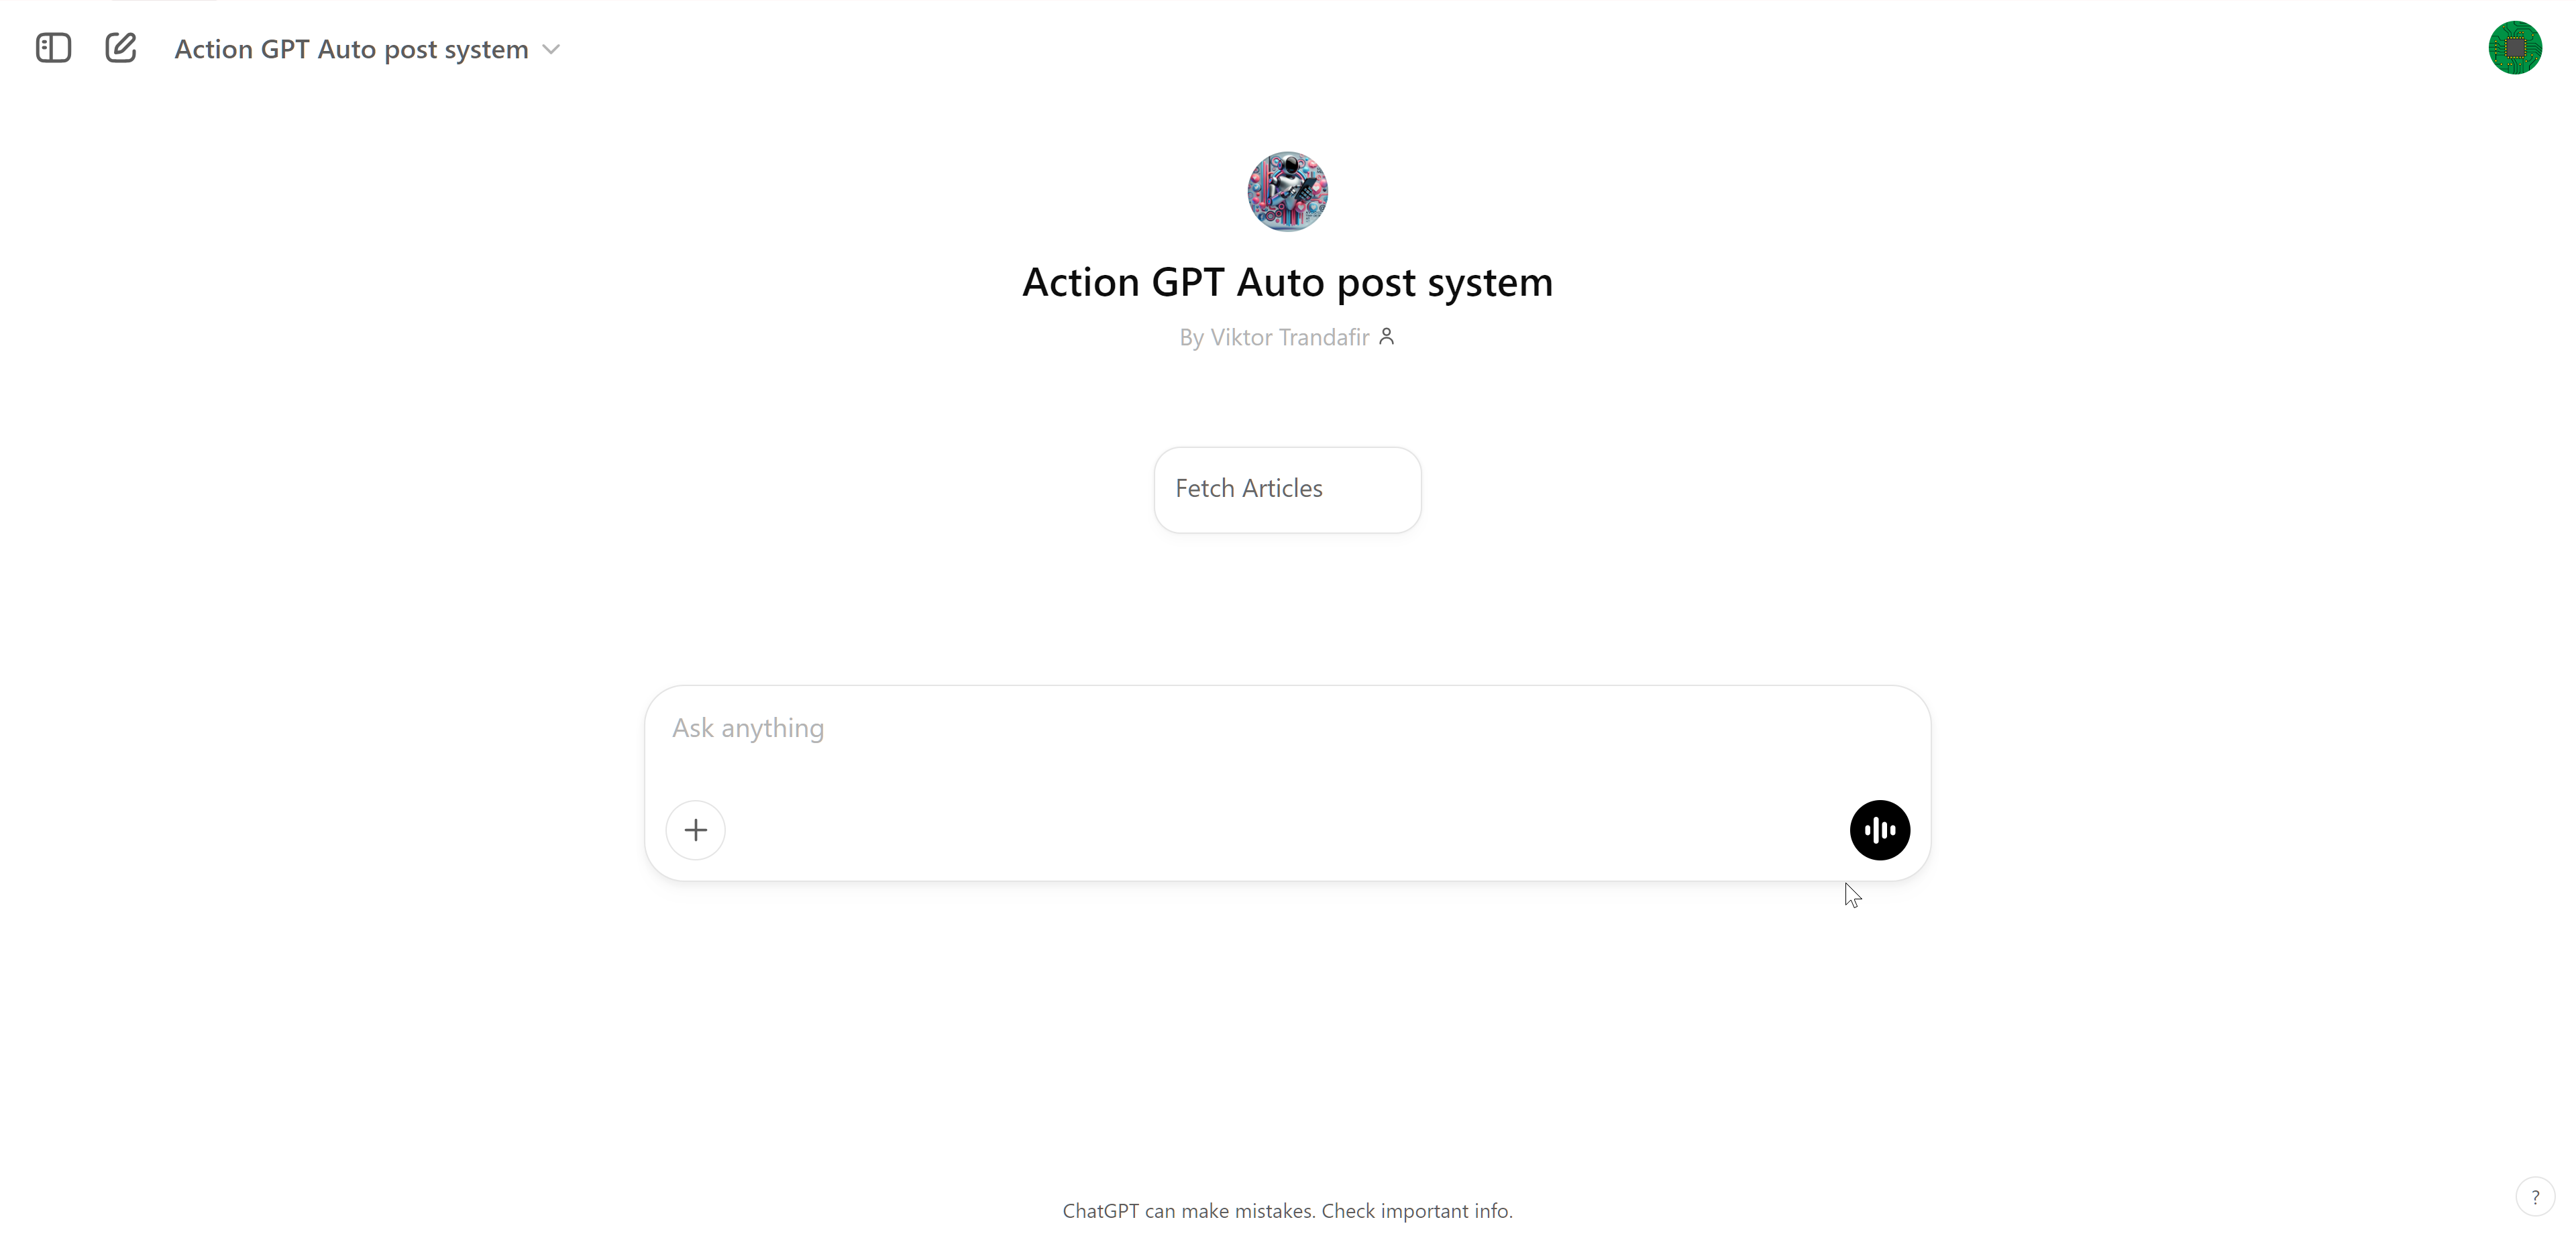 Action GPT Auto post system
Action GPT Auto post system
By Viktor Trandafir
Fetch Articles
Ask anything
ChatGPT can make mistakes. Check important info.
?